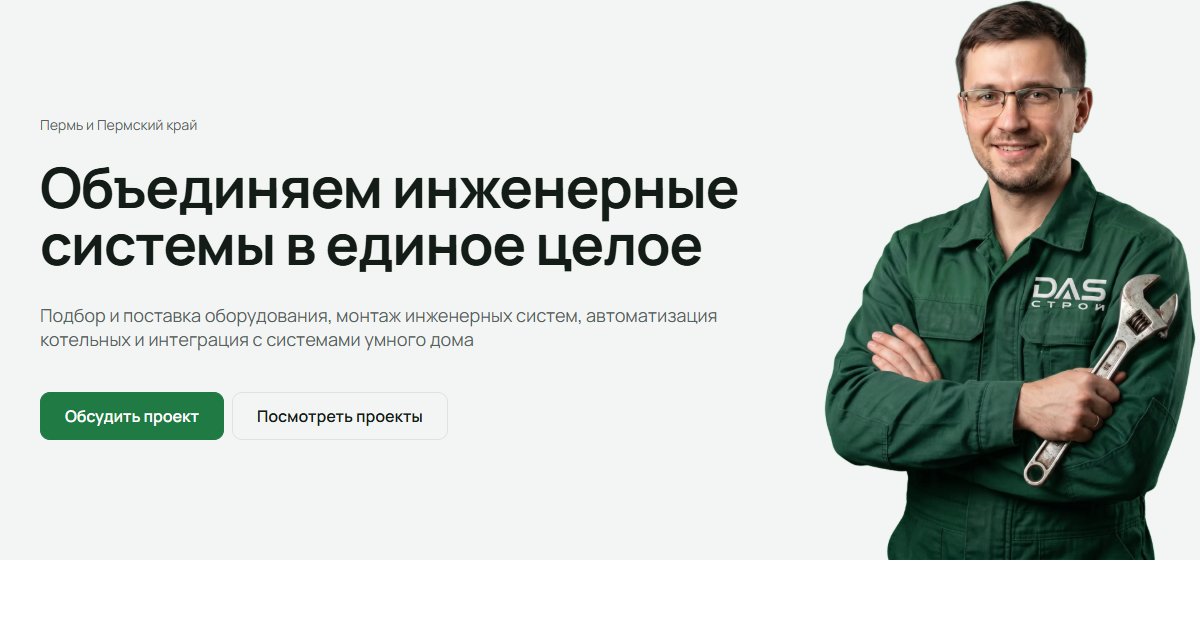 Пермь и Пермский край
Объединяем инженерные
системы в единое целое
Подбор и поставка оборудования, монтаж инженерных систем, автоматизация
котельных и интеграция с системами умного дома
Обсудить проект
Посмотреть проекты
DAS
СТРОЙ